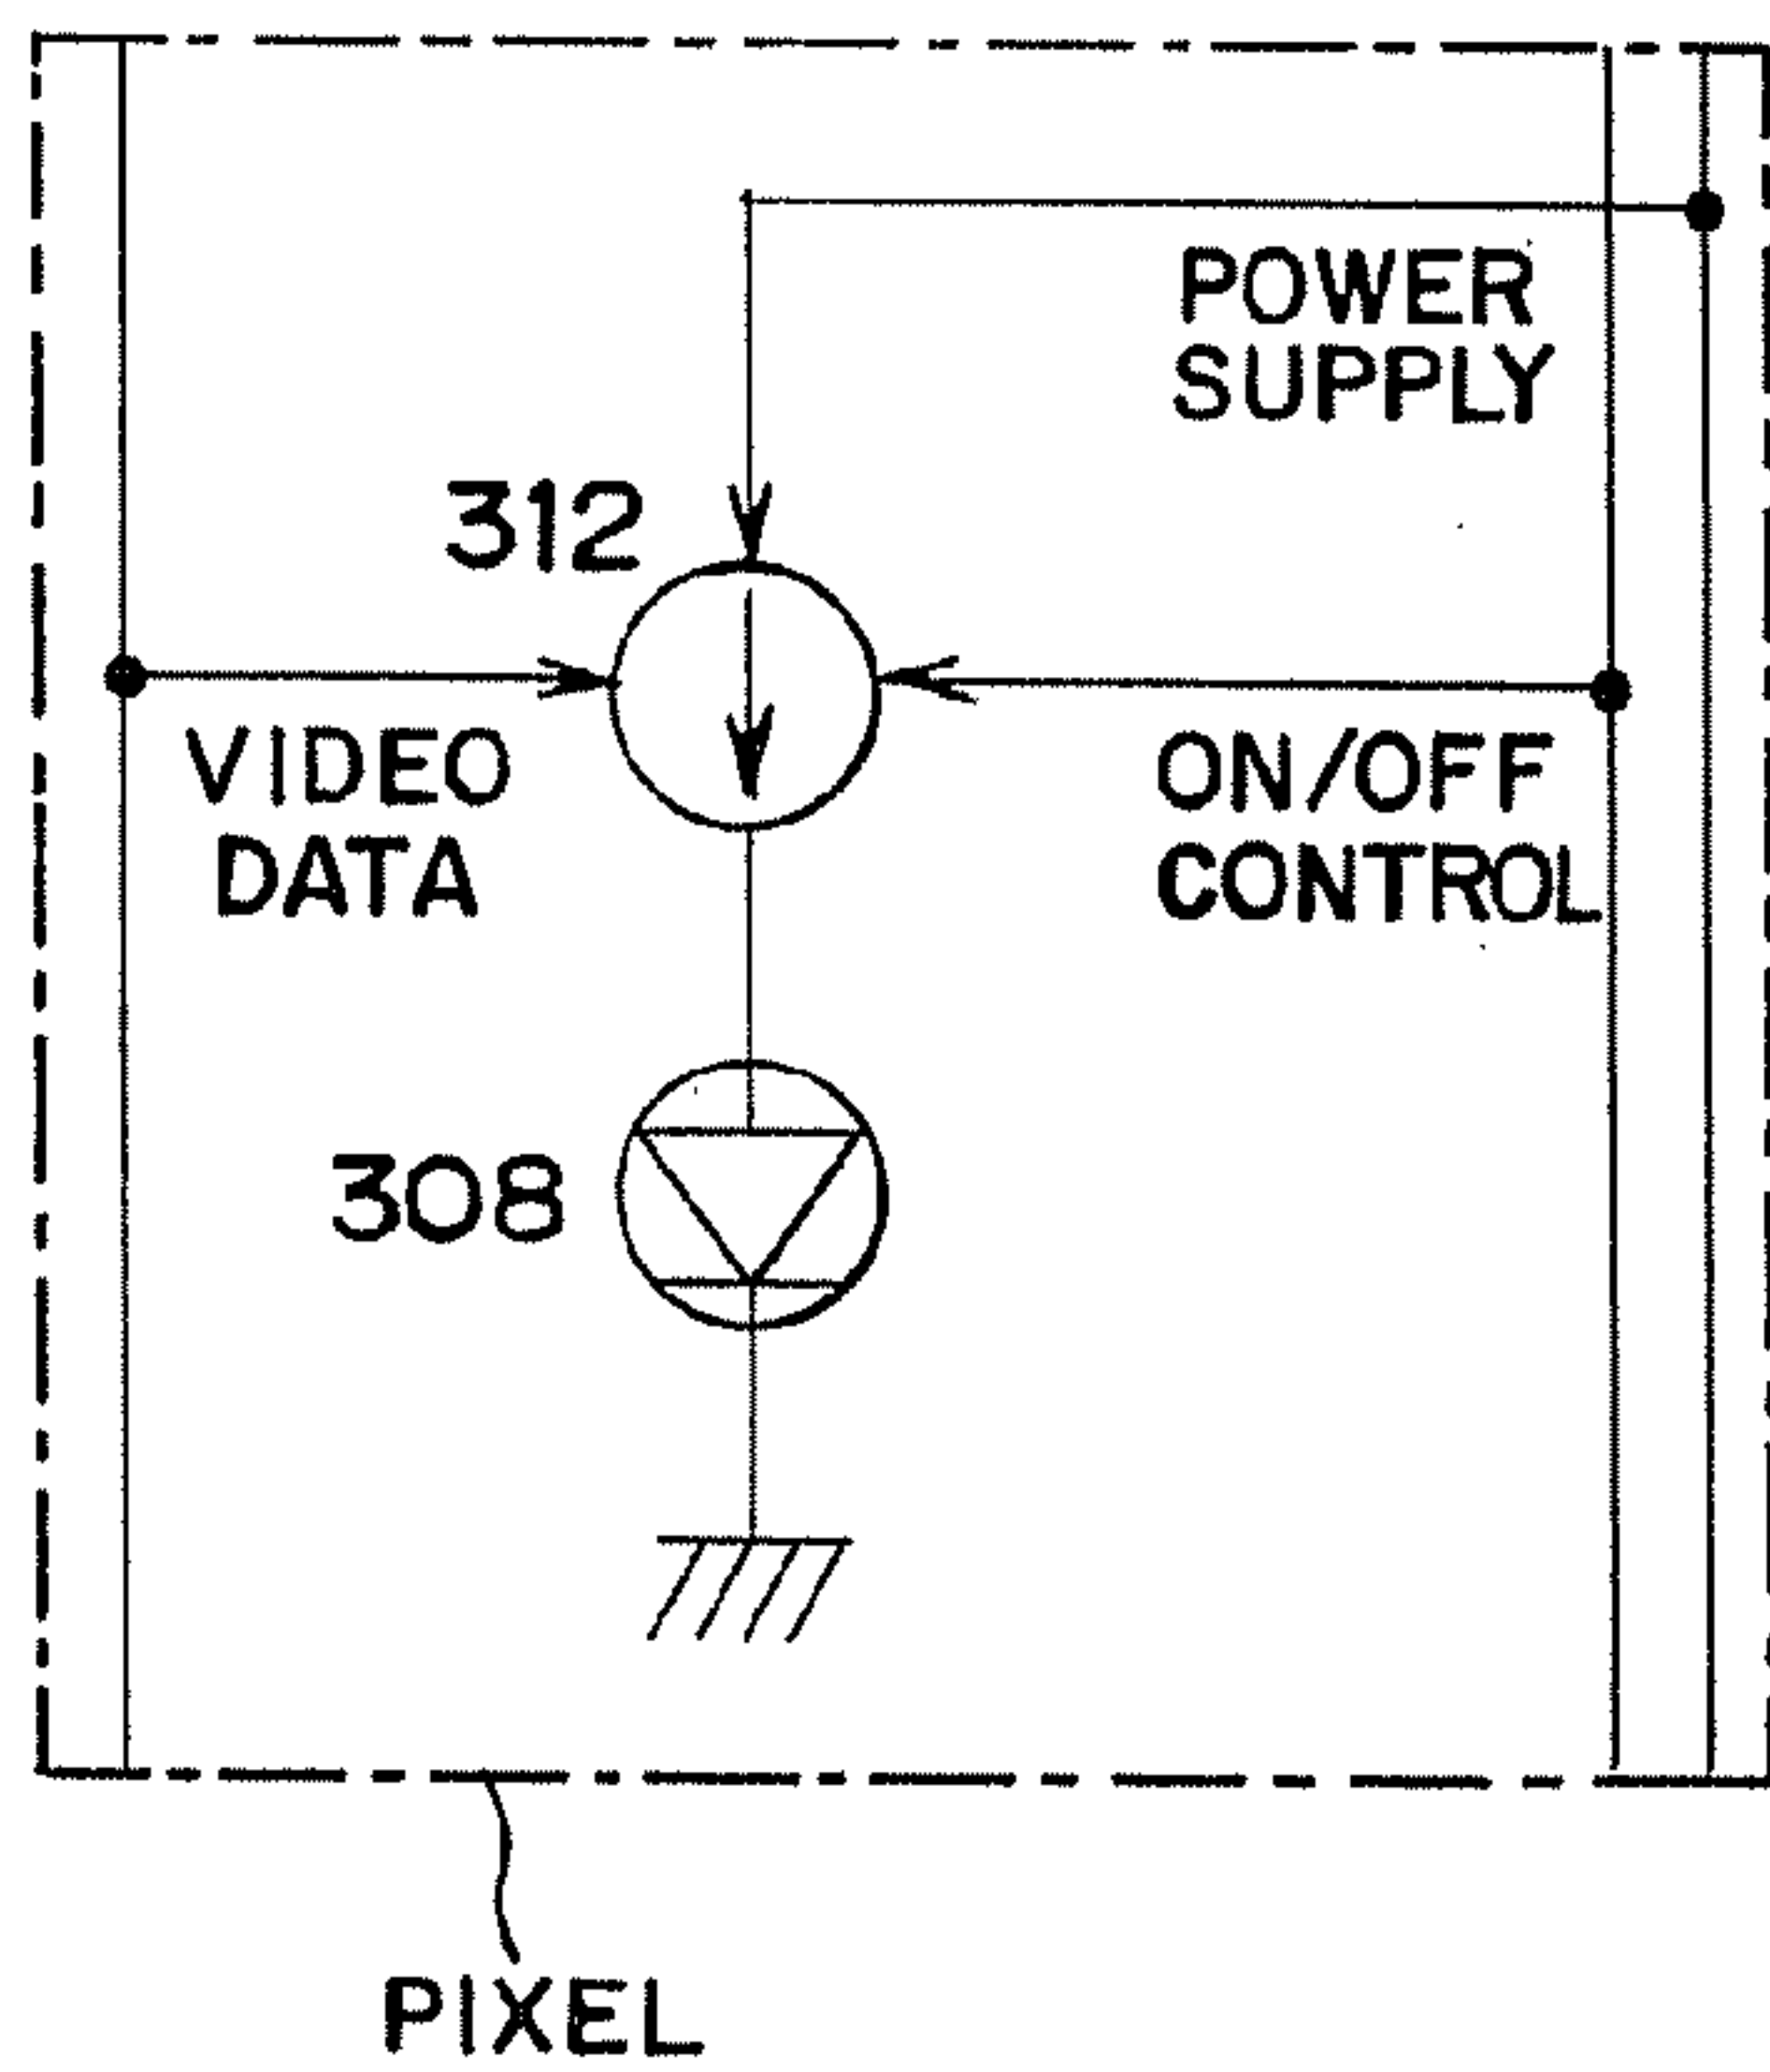 POWER
SUPPLY
312
VIDEO
DATA
ON/OFF
CONTROL
308
PIXEL